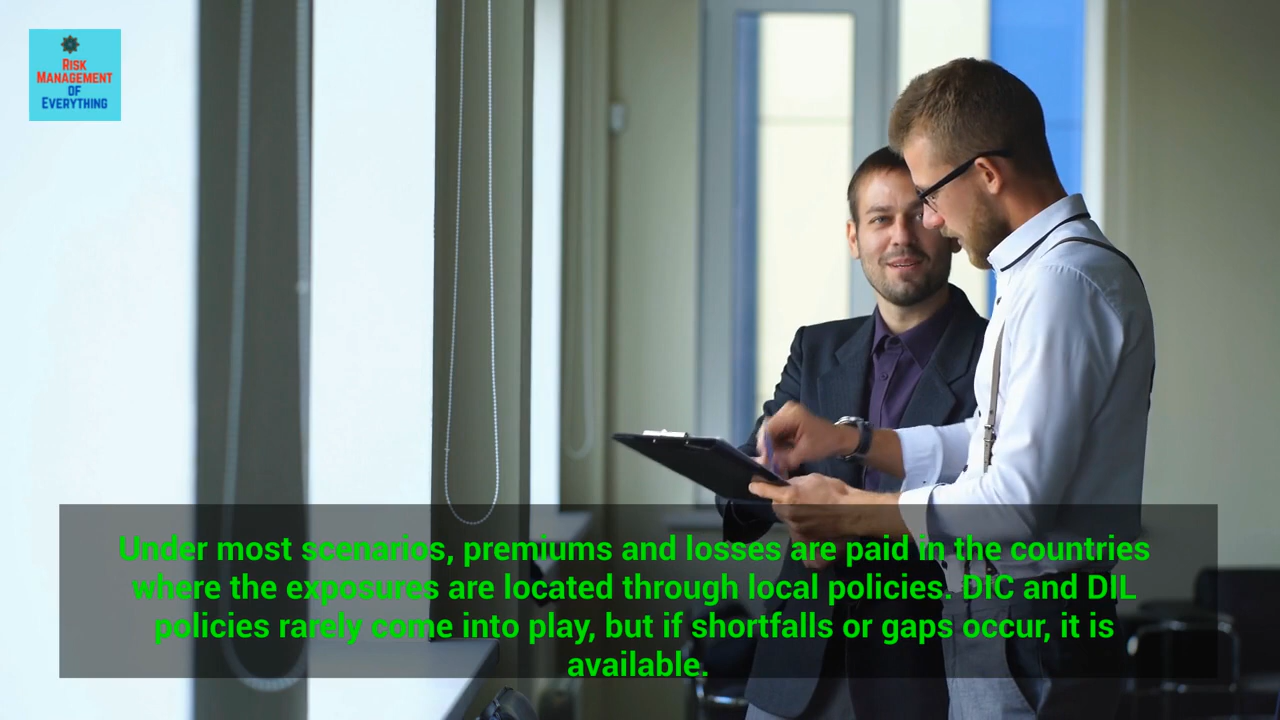 Risk
Management
of
Everything
Under most scenarios, premiums and losses are paid in the countries
where the exposures are located through local policies. DIC and DIL
policies rarely come into play, but if shortfalls or gaps occur, it is
available.